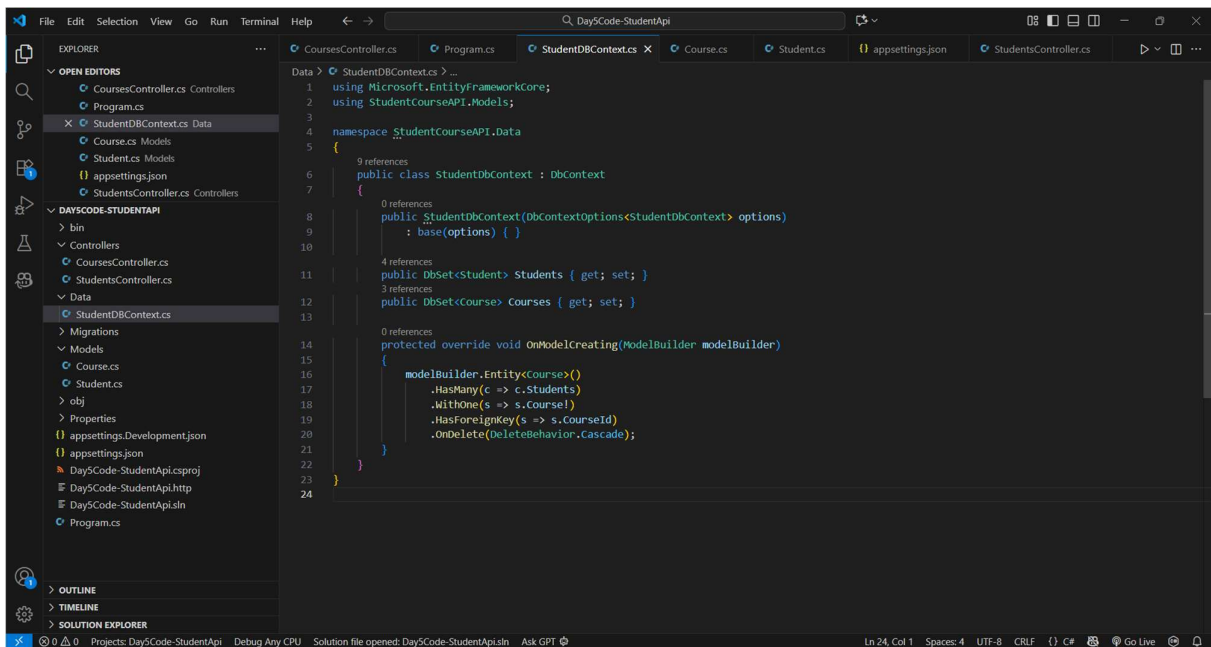 File Edit Selection View Go Run Terminal Help
Day5Code-StudentApi
EXPLORER
OPEN EDITORS
CoursesController.cs Controllers
Program.cs
StudentDBContext.cs Data
Course.cs Models
Student.cs Models
appsettings.json
StudentsController.cs Controllers
DAY5CODE-STUDENTAPI
bin
Controllers
CoursesController.cs
StudentsController.cs
Data
StudentDBContext.cs
Migrations
Models
Course.cs
Student.cs
obj
Properties
appsettings.Development.json
appsettings.json
Day5Code-StudentApi.csproj
Day5Code-StudentApi.http
Day5Code-StudentApi.sln
Program.cs
OUTLINE
TIMELINE
SOLUTION EXPLORER
1
1
CoursesController.cs Program.cs StudentDBContext.cs Course.cs Student.cs appsettings.json StudentsController.cs
Data > StudentDBContext.cs > ...
1 using Microsoft.EntityFrameworkCore;
2 using StudentCourseAPI.Models;
3
4 namespace StudentCourseAPI.Data
5 {
9 references
6 public class StudentDbContext : DbContext
7 {
0 references
8 public StudentDbContext(DbContextOptions<StudentDbContext> options)
9 : base(options) { }
10
4 references
11 public DbSet<Student> Students { get; set; }
3 references
12 public DbSet<Course> Courses { get; set; }
13
0 references
14 protected override void OnModelCreating(ModelBuilder modelBuilder)
15 {
16 modelBuilder.Entity<Course>()
17 .HasMany(c => c.Students)
18 .WithOne(s => s.Course!)
19 .HasForeignKey(s => s.CourseId)
20 .OnDelete(DeleteBehavior.Cascade);
21 }
22 }
23 }
24
0 0 Projects: Day5Code-StudentApi Debug Any CPU Solution file opened: Day5Code-StudentApi.sln Ask GPT Ln 24, Col 1 Spaces: 4 UTF-8 CRLF {} C# Go Live